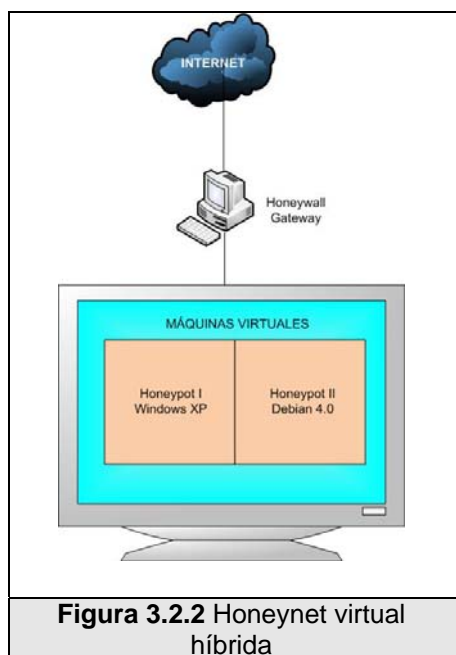 INTERNET
Honeywall
Gateway
MÁQUINAS VIRTUALES
Honeypot I
Windows XP
Honeypot II
Debian 4.0
Figura 3.2.2 Honeynet virtual
híbrida